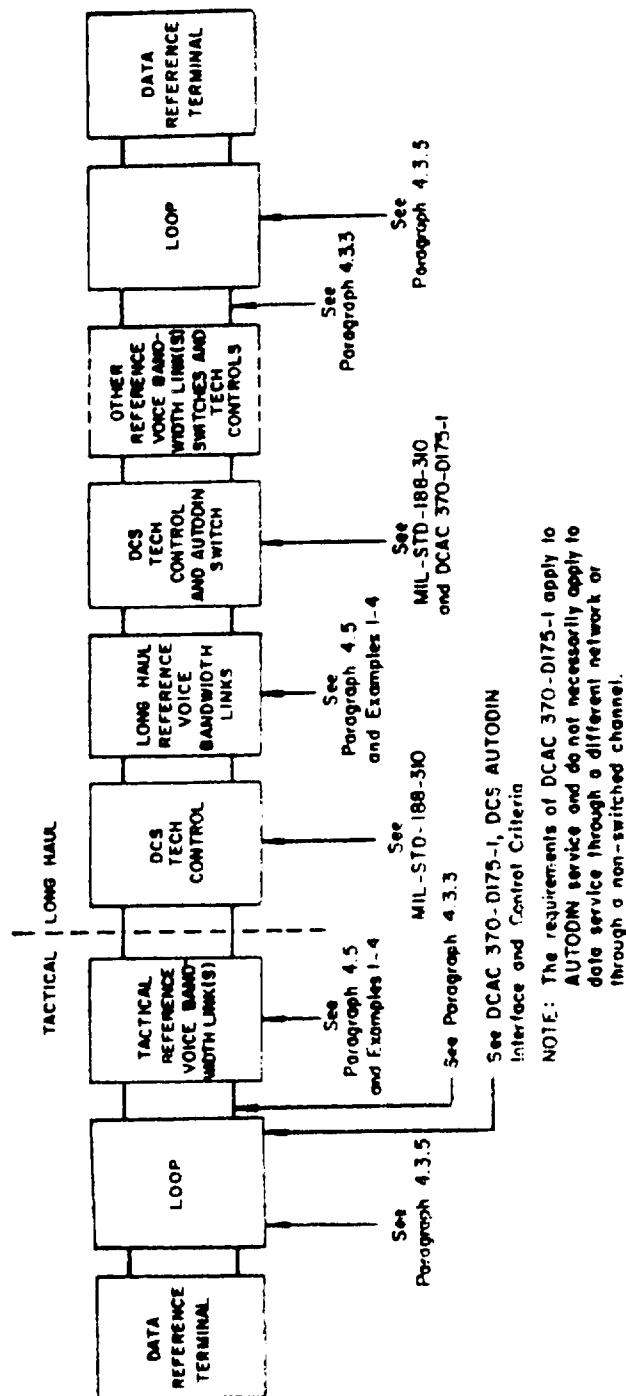 TACTICAL
LONG HAUL
DATA
REFERENCE
TERMINAL
LOOP
TACTICAL
REFERENCE
VOICE BAND-
WIDTH LINK(S)
DCS
TECH
CONTROL
LONG HAUL
REFERENCE
VOICE
BANDWIDTH
LINKS
DCS
TECH
CONTROL
AND AUTODIN
SWITCH
OTHER
REFERENCE
VOICE BAND-
WIDTH LINK(S)
SWITCHES AND
TECH
CONTROLS
LOOP
DATA
REFERENCE
TERMINAL
See
Paragraph 4.3.5
See
Paragraph 4.5
and Examples 1-4
See
MIL-STD-188-310
See
Paragraph 4.5
and Examples 1-4
See
MIL-STD-188-310
and DCAC 370-D175-1
See
Paragraph 4.3.3
See
Paragraph 4.3.5
See Paragraph 4.3.3
See DCAC 370-D175-1, DCS AUTODIN
Interface and Control Criteria
NOTE: The requirements of DCAC 370-D175-1 apply to
AUTODIN service and do not necessarily apply to
data service through a different network or
through a non-switched channel.